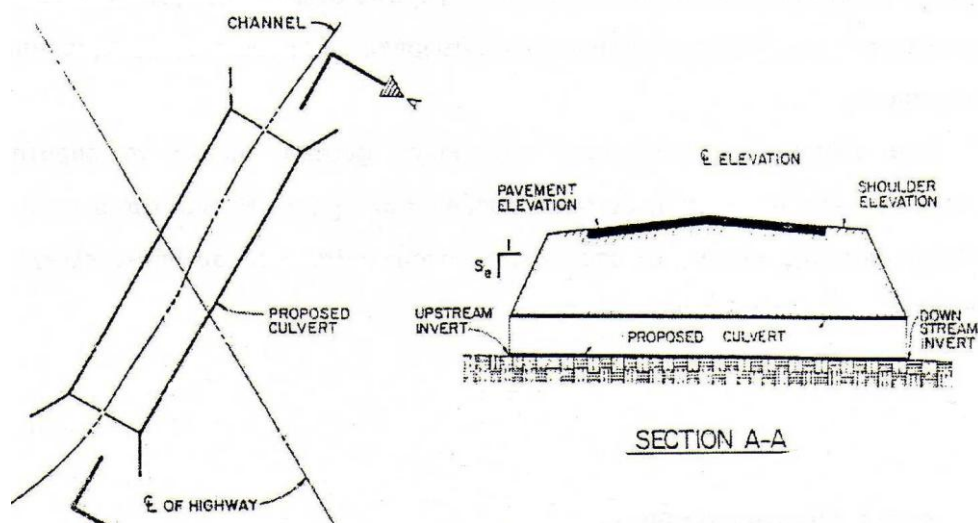 CHANNEL
℄ ELEVATION
PAVEMENT
ELEVATION
SHOULDER
ELEVATION
1
Se
UPSTREAM
INVERT
PROPOSED CULVERT
DOWN
STREAM
INVERT
PROPOSED
CULVERT
SECTION A-A
℄ OF HIGHWAY